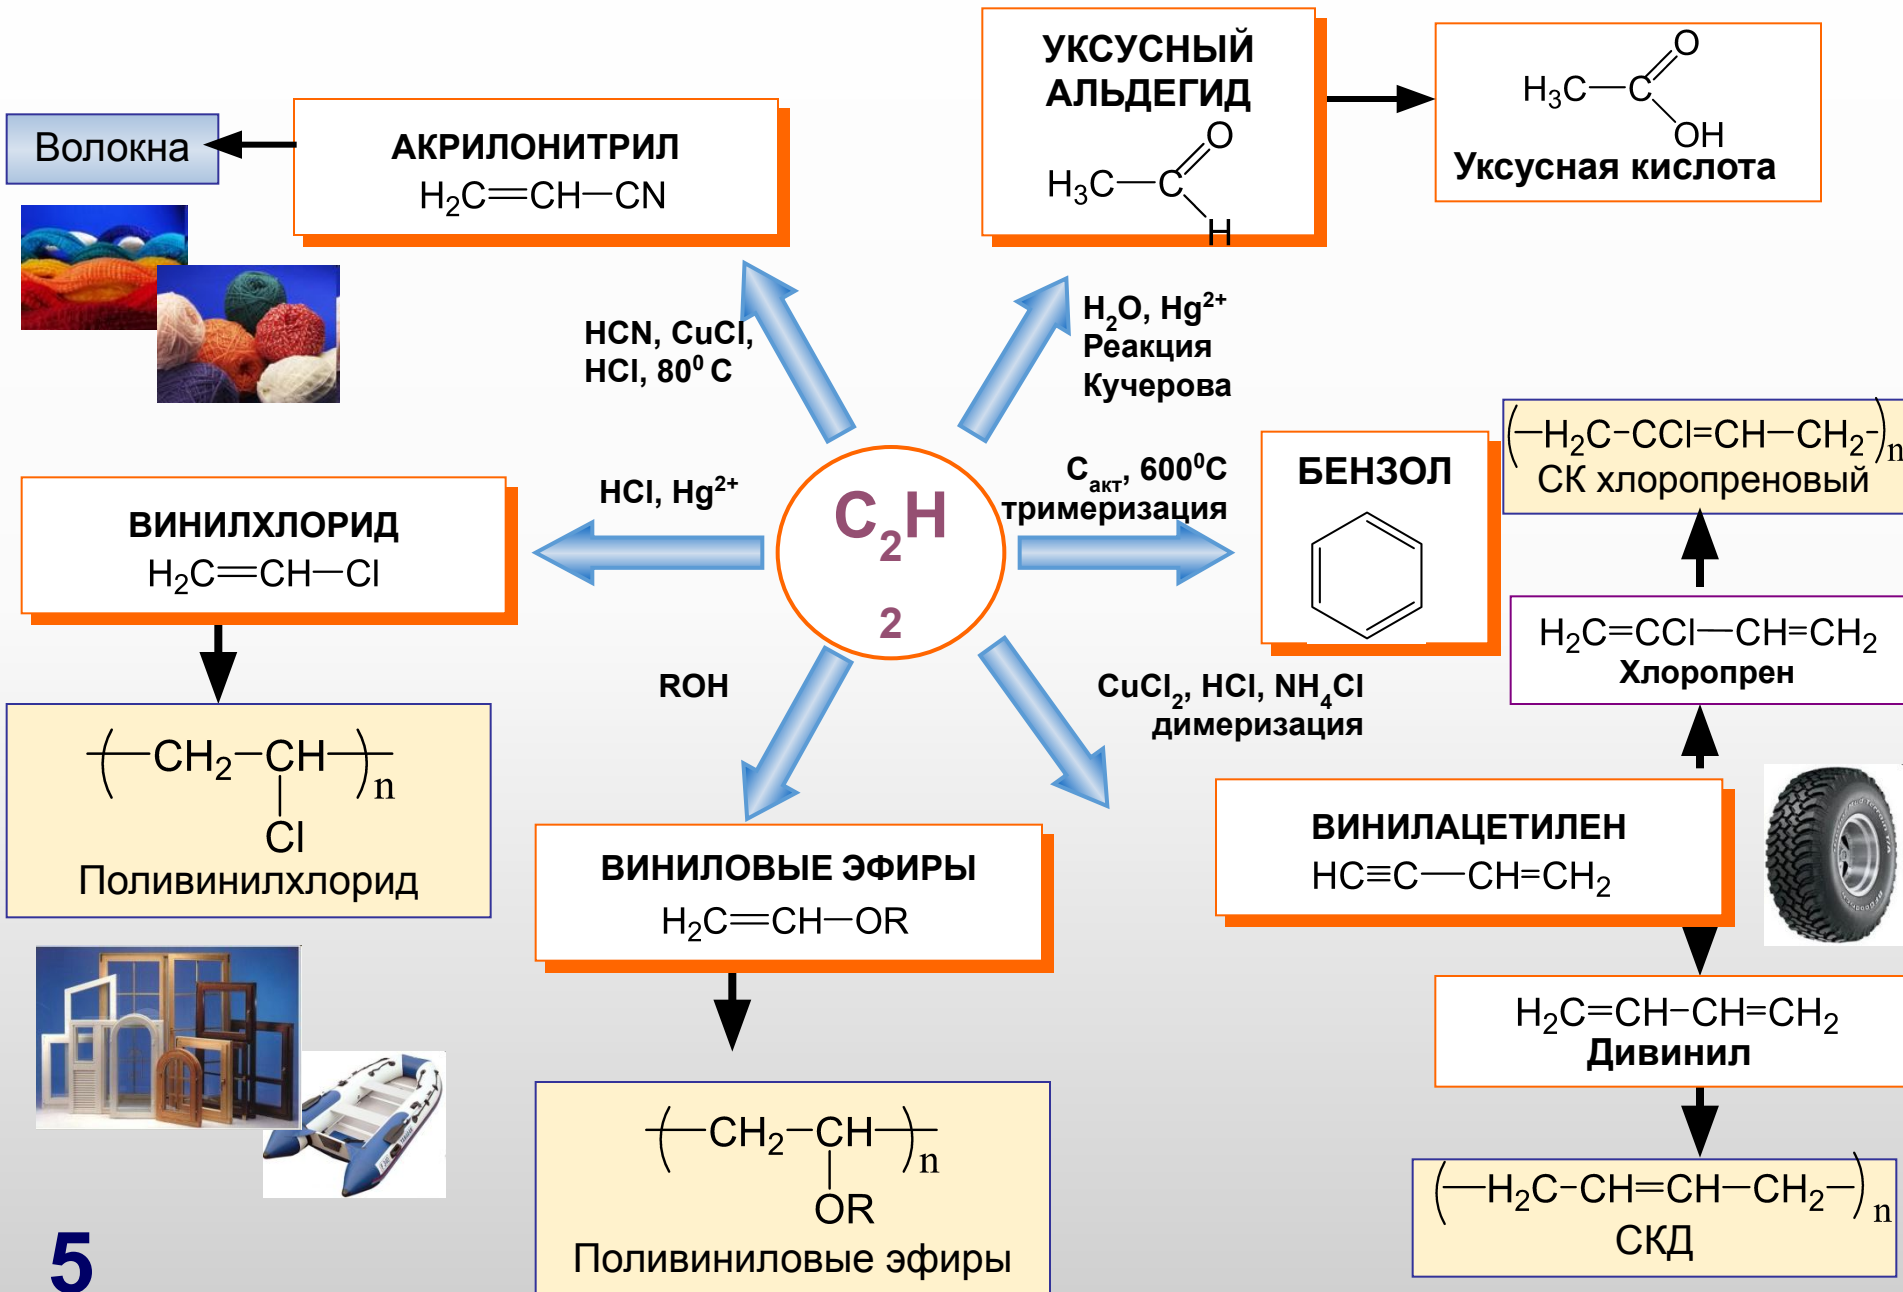 УКСУСНЫЙ
АЛЬДЕГИД
O
H₃C—C
H
O
H₃C—C
OH
Уксусная кислота
Волокна
АКРИЛОНИТРИЛ
H₂C=CH—CN
HCN, CuCl,
HCl, 80⁰ C
H₂O, Hg²⁺
Реакция
Кучерова
HCl, Hg²⁺
C₂H
2
Cакт, 600⁰C
тримеризация
БЕНЗОЛ
(—H₂C-CCl=CH—CH₂-)n
СК хлоропреновый
ВИНИЛХЛОРИД
H₂C=CH—Cl
H₂C=CCl—CH=CH₂
Хлоропрен
ROH
CuCl₂, HCl, NH₄Cl
димеризация
(—CH₂—CH—)n
Cl
Поливинилхлорид
ВИНИЛОВЫЕ ЭФИРЫ
H₂C=CH—OR
ВИНИЛАЦЕТИЛЕН
HC≡C—CH=CH₂
H₂C=CH-CH=CH₂
Дивинил
(—CH₂—CH—)n
OR
Поливиниловые эфиры
(—H₂C-CH=CH—CH₂-)n
СКД
5